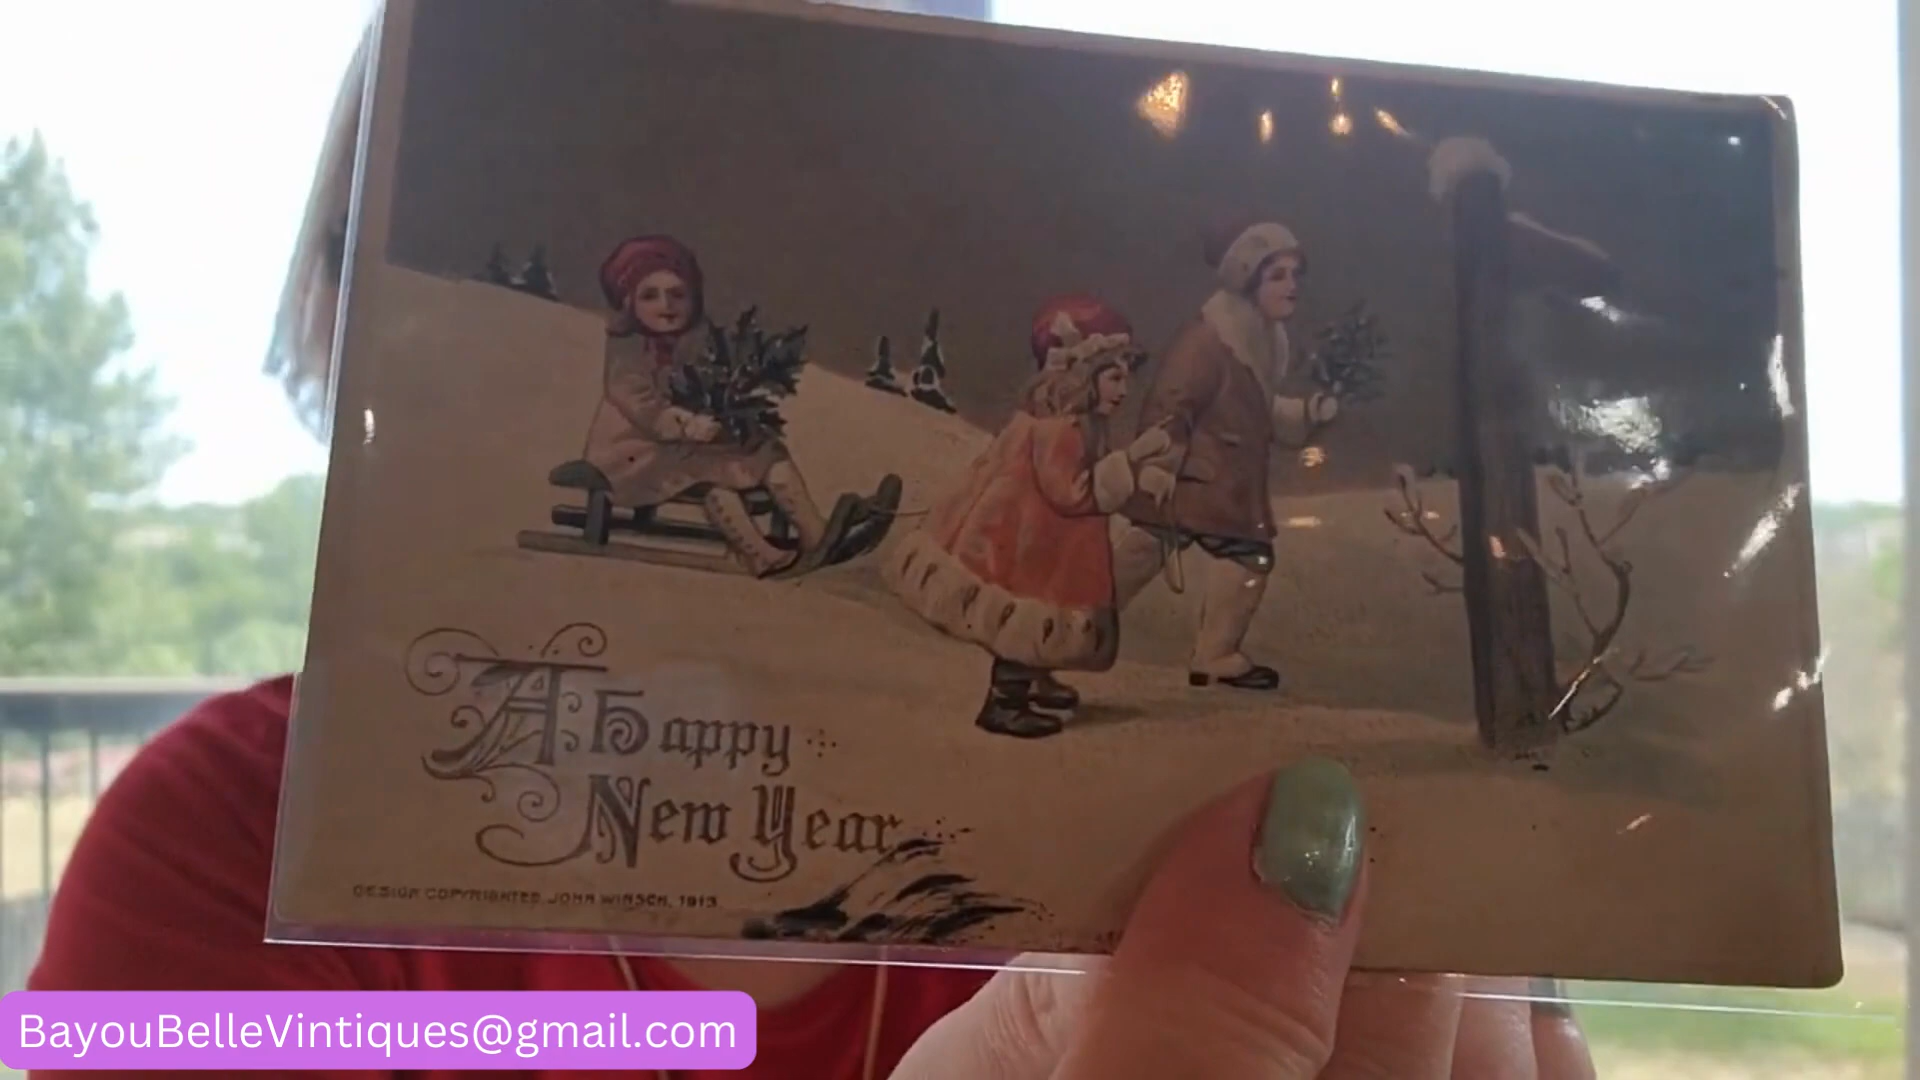 A Happy
New Year
DESIGN COPYRIGHTED, JOHN WINSCH, 1913
BayouBelleVintiques@gmail.com